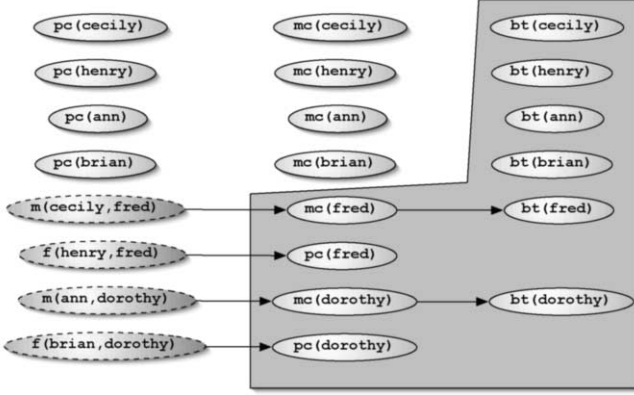 pc(cecily) mc(cecily) bt(cecily)
pc(henry) mc(henry) bt(henry)
pc(ann) mc(ann) bt(ann)
pc(brian) mc(brian) bt(brian)
m(cecily,fred) mc(fred) bt(fred)
f(henry,fred) pc(fred)
m(ann,dorothy) mc(dorothy) bt(dorothy)
f(brian,dorothy) pc(dorothy)